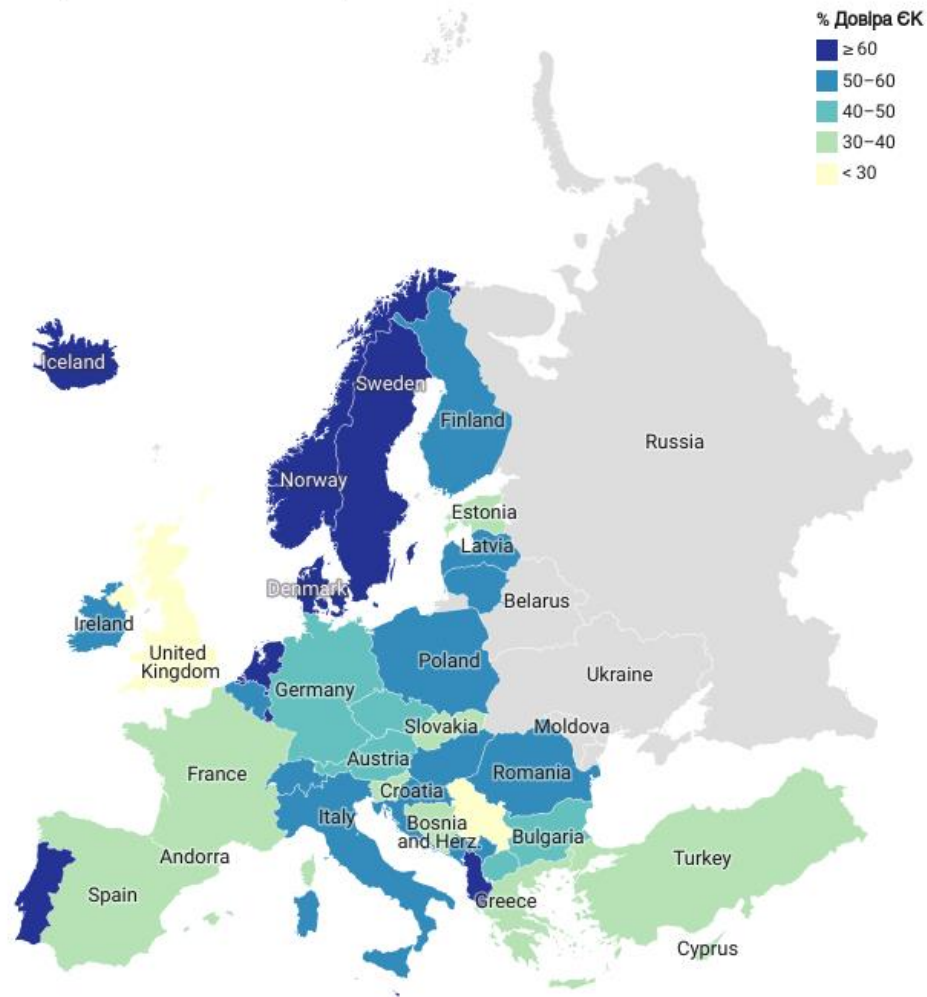 % Довіра ЄК
≥ 60
50–60
40–50
30–40
< 30
Iceland
Sweden
Finland
Russia
Norway
Estonia
Latvia
Denmark
Belarus
Ireland
United
Kingdom
Poland
Ukraine
Germany
Slovakia
Moldova
Austria
France
Romania
Croatia
Italy
Bosnia
and Herz.
Bulgaria
Andorra
Turkey
Spain
Greece
Cyprus